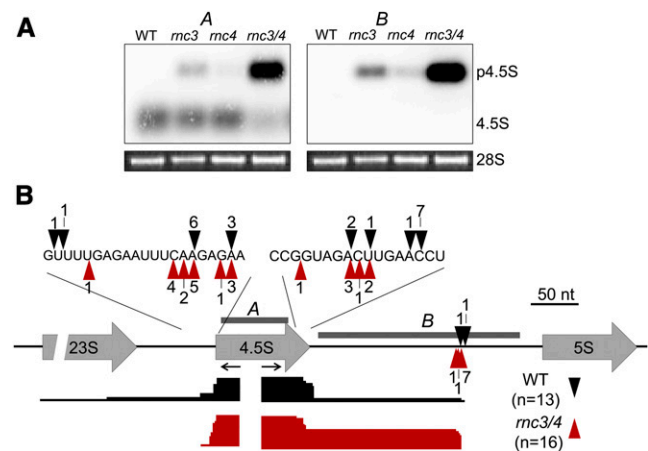 A
A
B
WT rnc3 rnc4 rnc3/4
WT rnc3 rnc4 rnc3/4
p4.5S
4.5S
28S
B
1 1 6 3 2 1 1 7
GUUUUGAGAAUUUCAAGAGAA CCGGUAGACUUGAACCU
1 4 2 5 1 3 1 3 1 2
50 nt
A
B
1 1
23S 4.5S 5S
1 7
1
WT
(n=13)
rnc3/4
(n=16)